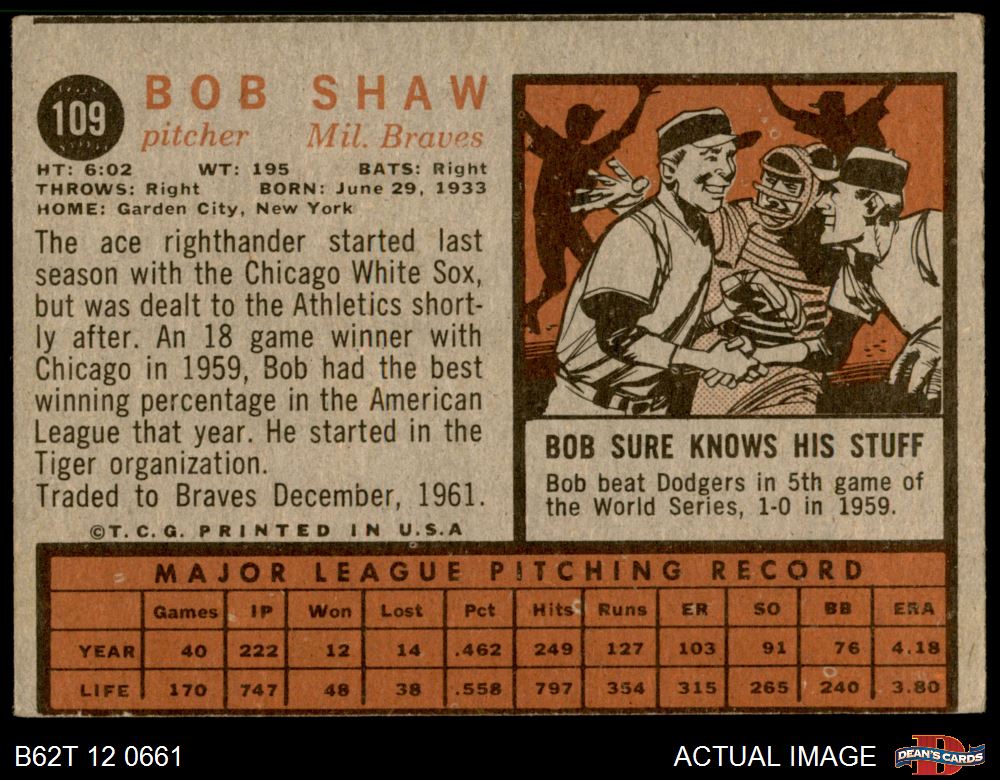 109
BOB SHAW
pitcher Mil. Braves
HT: 6:02 WT: 195 BATS: Right
THROWS: Right BORN: June 29, 1933
HOME: Garden City, New York
The ace righthander started last
season with the Chicago White Sox,
but was dealt to the Athletics short-
ly after. An 18 game winner with
Chicago in 1959, Bob had the best
winning percentage in the American
League that year. He started in the
Tiger organization.
Traded to Braves December, 1961.
©T.C.G. PRINTED IN U.S.A
BOB SURE KNOWS HIS STUFF
Bob beat Dodgers in 5th game of
the World Series, 1-0 in 1959.
MAJOR LEAGUE PITCHING RECORD
Games IP Won Lost Pct Hits Runs ER SO BB ERA
YEAR 40 222 12 14 .462 249 127 103 91 76 4.18
LIFE 170 747 48 38 .558 797 354 315 265 240 3.80
B62T 12 0661
ACTUAL IMAGE
DEAN'S CARDS